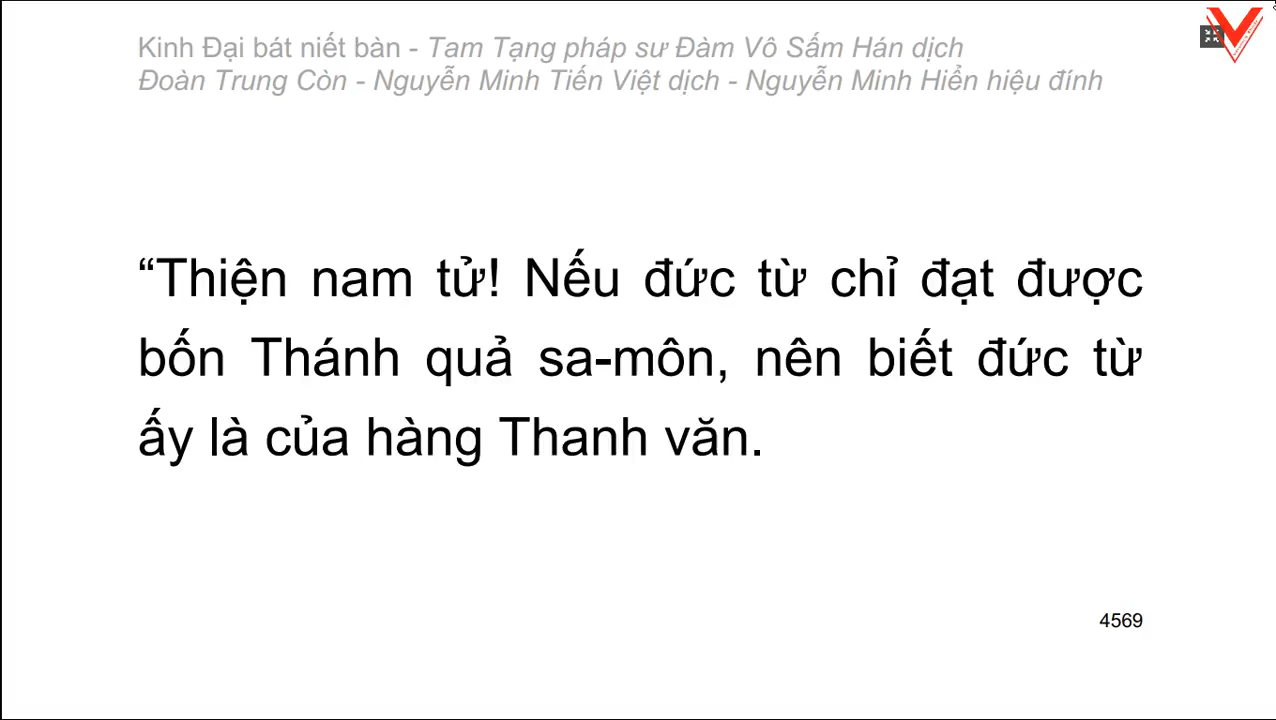 Kinh Đại bát niết bàn - Tam Tạng pháp sư Đàm Vô Sấm Hán dịch
Đoàn Trung Còn - Nguyễn Minh Tiến Việt dịch - Nguyễn Minh Hiển hiệu đính
“Thiện nam tử! Nếu đức từ chỉ đạt được
bốn Thánh quả sa-môn, nên biết đức từ
ấy là của hàng Thanh văn.
4569